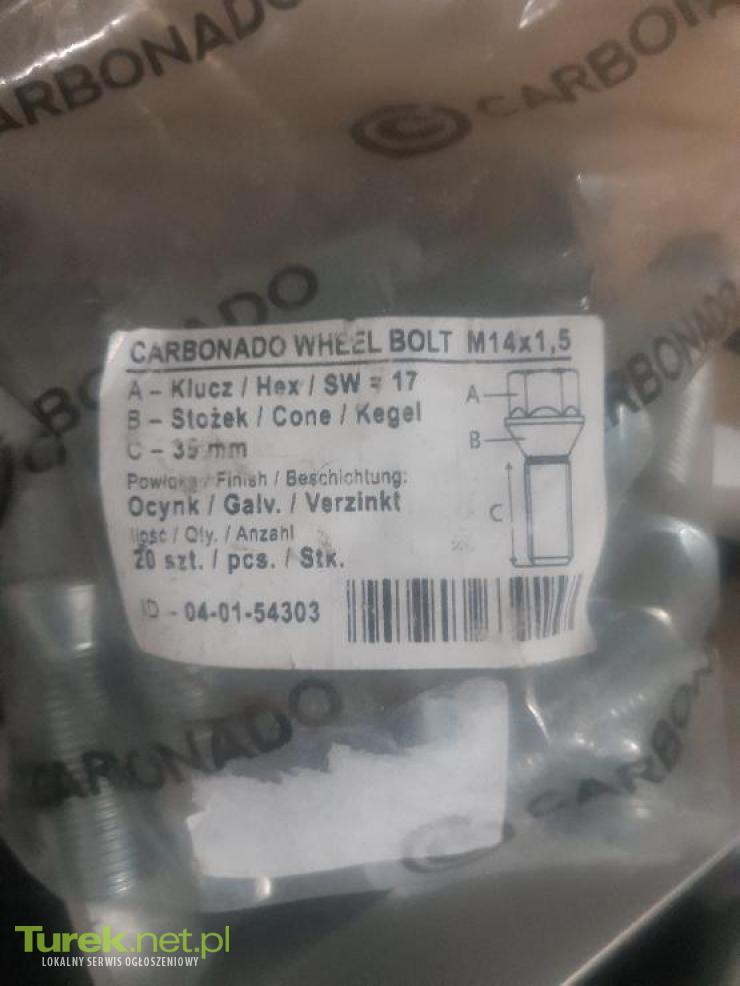 CARBONADO
CARBONADO
CARBONADO
CARBONADO WHEEL BOLT M14x1,5
A – Klucz / Hex / SW = 17
B – Stożek / Cone / Kegel
C – 35 mm
Powłoka / Finish / Beschichtung:
Ocynk / Galv. / Verzinkt
Ilość / Qty. / Anzahl
20 szt. / pcs. / Stk.
ID - 04-01-54303
A
B
C
CARBONADO
Turek.net.pl
LOKALNY SERWIS OGŁOSZENIOWY